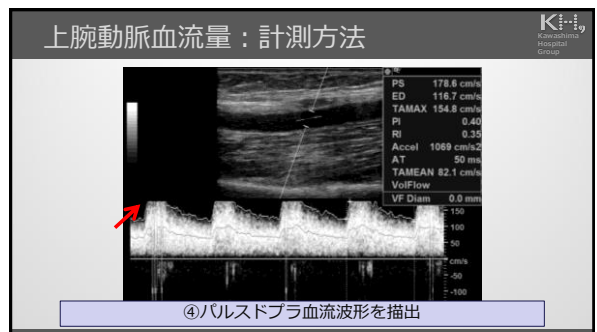 上腕動脈血流量：計測方法
KHG,
Kawashima
Hospital
Group
PS 178.6 cm/s
ED 116.7 cm/s
TAMAX 154.8 cm/s
PI 0.40
RI 0.35
Accel 1069 cm/s2
AT 50 ms
TAMEAN 82.1 cm/s
VolFlow
VF Diam 0.0 mm
150
100
50
cm/s
-50
-100
④パルスドプラ血流波形を描出